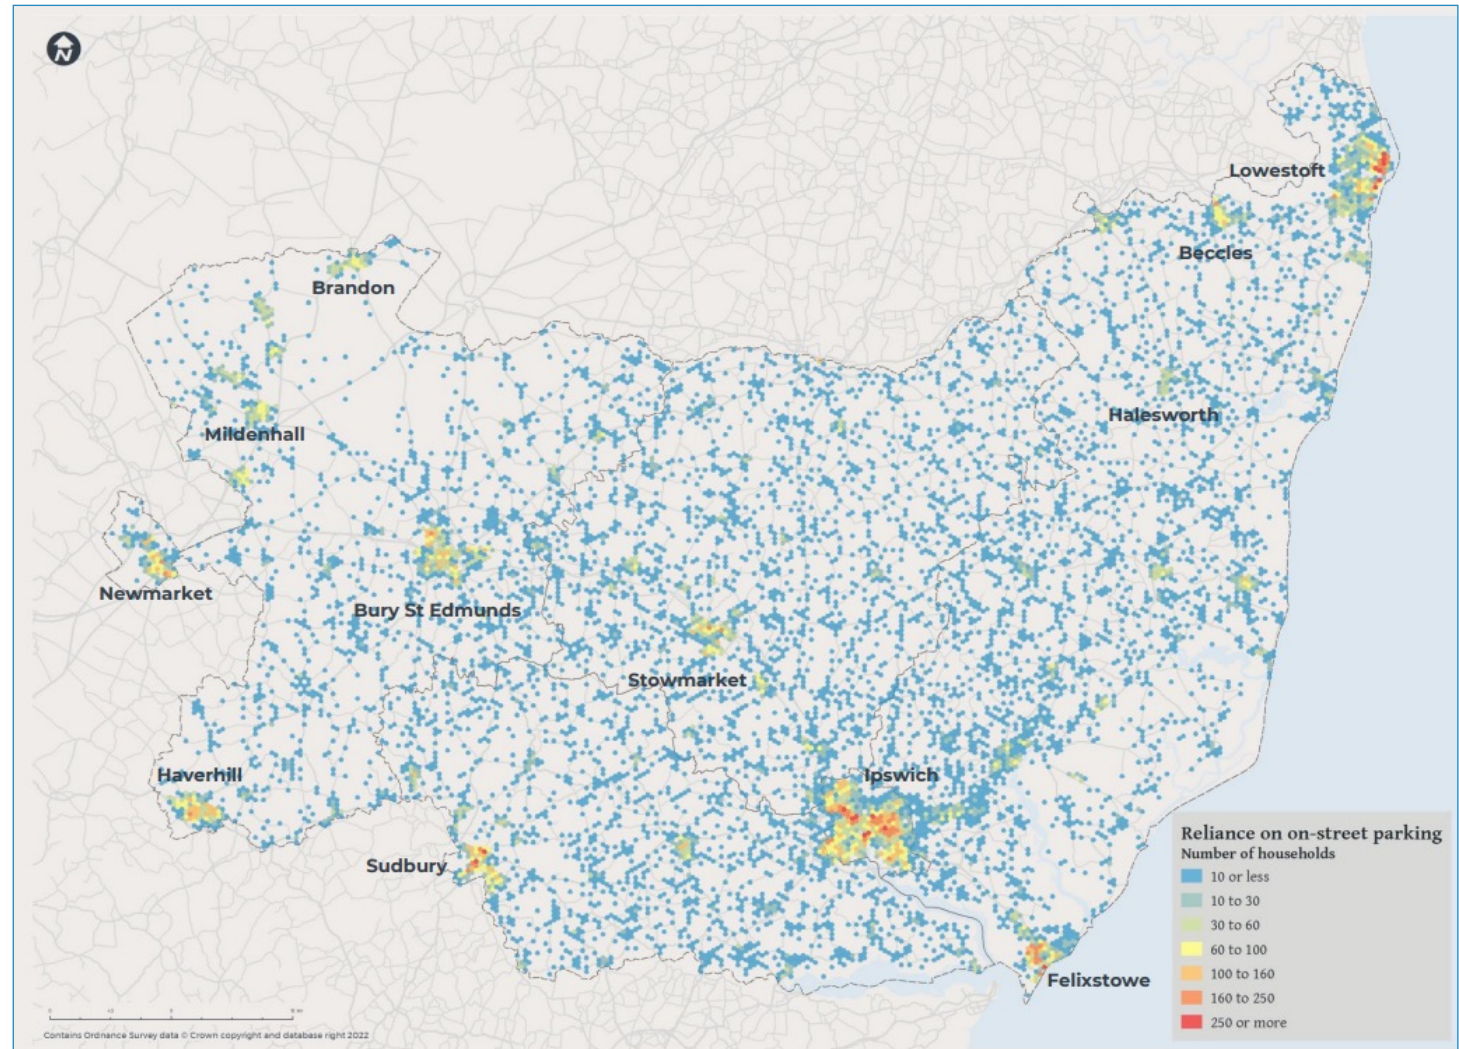 N
Lowestoft
Beccles
Brandon
Halesworth
Mildenhall
Newmarket
Bury St Edmunds
Stowmarket
Haverhill
Ipswich
Sudbury
Felixstowe
Reliance on on-street parking
Number of households
10 or less
10 to 30
30 to 60
60 to 100
100 to 160
160 to 250
250 or more
Contains Ordnance Survey data © Crown copyright and database right 2022